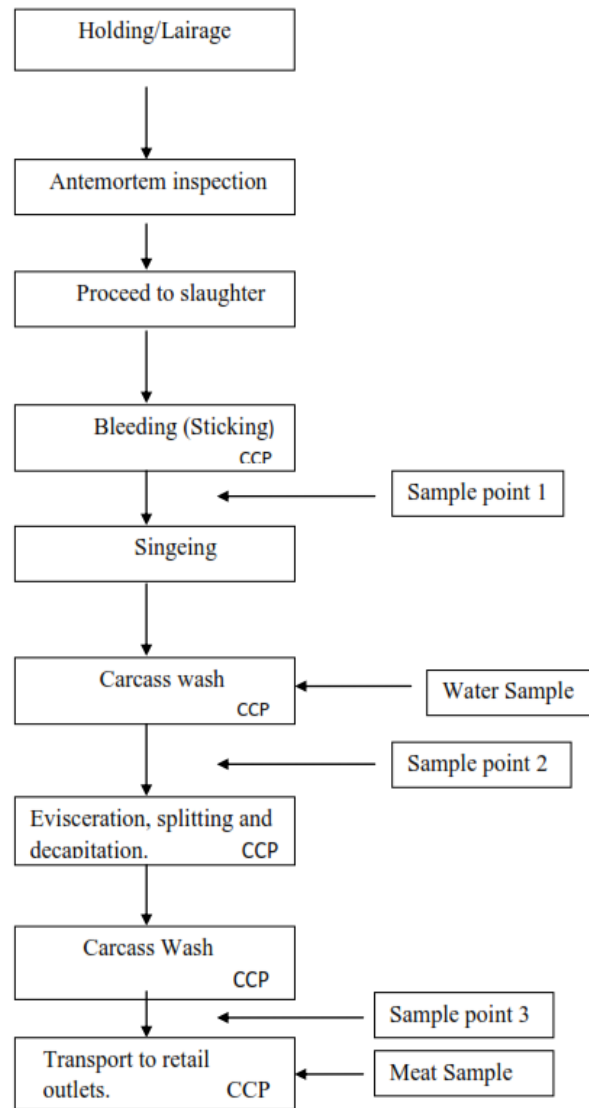 Holding/Lairage
Antemortem inspection
Proceed to slaughter
Bleeding (Sticking)
CCP
Sample point 1
Singeing
Carcass wash
CCP
Water Sample
Sample point 2
Evisceration, splitting and
decapitation. CCP
Carcass Wash
CCP
Sample point 3
Transport to retail
outlets. CCP
Meat Sample